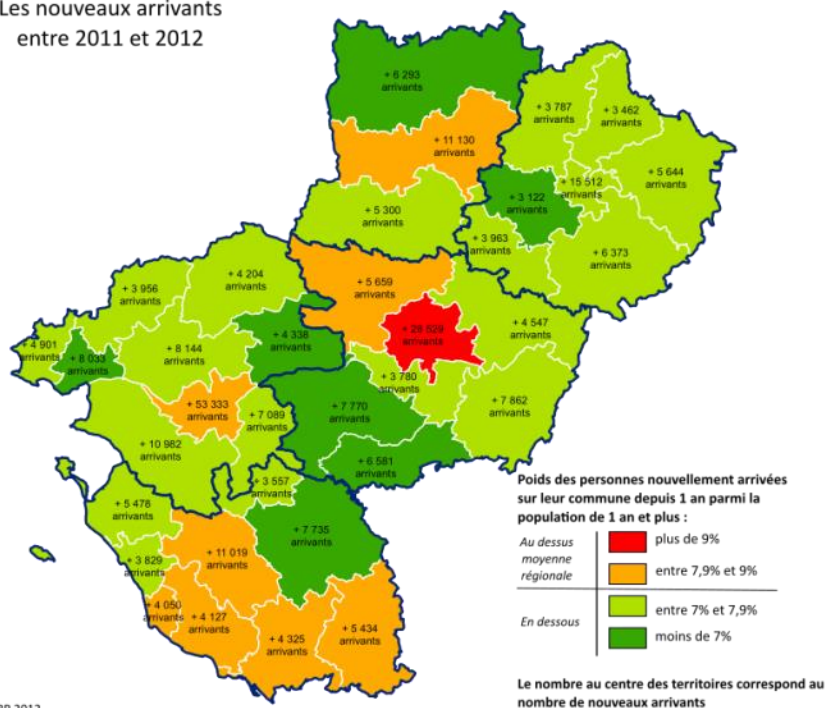 Les nouveaux arrivants
entre 2011 et 2012
+ 6 293
arrivants
+ 11 130
arrivants
+ 5 300
arrivants
+ 3 787
arrivants
+ 3 462
arrivants
+ 5 644
arrivants
+ 15 512
arrivants
+ 3 122
arrivants
+ 3 963
arrivants
+ 6 373
arrivants
+ 4 204
arrivants
+ 3 956
arrivants
+ 5 659
arrivants
arrivants
+ 4 547
arrivants
+ 4 901
arrivants
+ 8 033
arrivants
+ 8 144
arrivants
+ 4 338
arrivants
+ 3 780
arrivants
+ 7 862
arrivants
+ 53 333
arrivants
+ 7 089
arrivants
+ 7 770
arrivants
+ 10 982
arrivants
+ 6 581
arrivants
+ 3 557
arrivants
+ 5 478
arrivants
+ 7 735
arrivants
+ 11 019
arrivants
+ 3 829
arrivants
+ 4 050
arrivants
+ 4 127
arrivants
+ 4 325
arrivants
+ 5 434
arrivants
Poids des personnes nouvellement arrivées
sur leur commune depuis 1 an parmi la
population de 1 an et plus :
Au dessus
moyenne
régionale
plus de 9%
entre 7,9% et 9%
En dessous
entre 7% et 7,9%
moins de 7%
Le nombre au centre des territoires correspond au
nombre de nouveaux arrivants